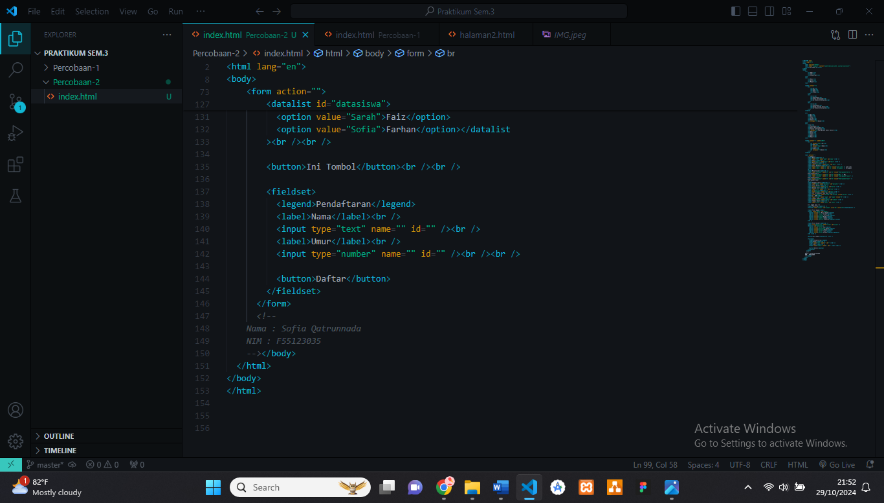 File Edit Selection View Go Run ··· Praktikum Sem.3
EXPLORER ···
PRAKTIKUM SEM.3
Percobaan-1
Percobaan-2
index.html U
1
OUTLINE
TIMELINE
index.html Percobaan-2 U index.html Percobaan-1 halaman2.html IMG.jpeg
Percobaan-2 > index.html > html > body > form > br
2 <html lang="en">
8 <body>
73 <form action="">
127 <datalist id="datasiswa">
131 <option value="Sarah">Faiz</option>
132 <option value="Sofia">Farhan</option></datalist
133 ><br /><br />
134
135 <button>Ini Tombol</button><br /><br />
136
137 <fieldset>
138 <legend>Pendaftaran</legend>
139 <label>Nama</label><br />
140 <input type="text" name="" id="" /><br />
141 <label>Umur</label><br />
142 <input type="number" name="" id="" /><br /><br />
143
144 <button>Daftar</button>
145 </fieldset>
146 </form>
147 <!--
148 Nama : Sofia Qatrunnada
149 NIM : F55123035
150 --></body>
151 </html>
152 </body>
153 </html>
154
155
156
Activate Windows
Go to Settings to activate Windows.
master* 0 0 0 Ln 99, Col 58 Spaces: 4 UTF-8 CRLF HTML Go Live
1 82°F
Mostly cloudy
Search
21:52
29/10/2024